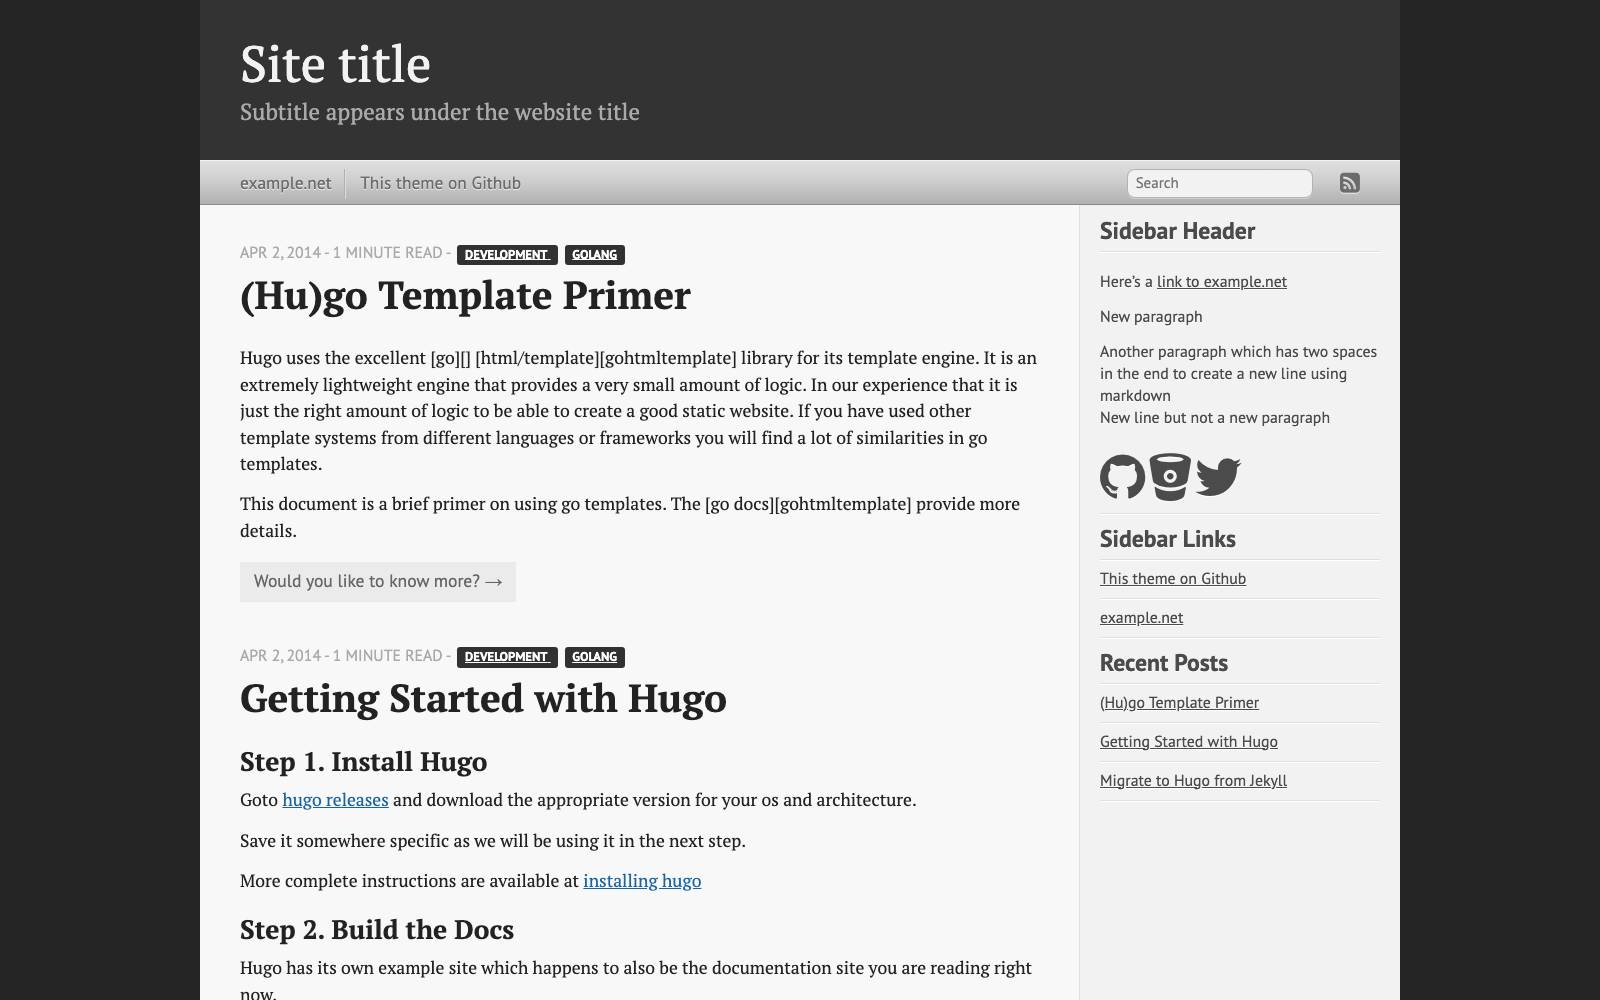 Site title
Subtitle appears under the website title
example.net
This theme on Github
Search
APR 2, 2014 - 1 MINUTE READ - DEVELOPMENT GOLANG
(Hu)go Template Primer
Hugo uses the excellent [go][] [html/template][gohtmltemplate] library for its template engine. It is an
extremely lightweight engine that provides a very small amount of logic. In our experience that it is
just the right amount of logic to be able to create a good static website. If you have used other
template systems from different languages or frameworks you will find a lot of similarities in go
templates.
This document is a brief primer on using go templates. The [go docs][gohtmltemplate] provide more
details.
Would you like to know more? →
APR 2, 2014 - 1 MINUTE READ - DEVELOPMENT GOLANG
Getting Started with Hugo
Step 1. Install Hugo
Goto hugo releases and download the appropriate version for your os and architecture.
Save it somewhere specific as we will be using it in the next step.
More complete instructions are available at installing hugo
Step 2. Build the Docs
Hugo has its own example site which happens to also be the documentation site you are reading right
now.
Sidebar Header
Here's a link to example.net
New paragraph
Another paragraph which has two spaces
in the end to create a new line using
markdown
New line but not a new paragraph
Sidebar Links
This theme on Github
example.net
Recent Posts
(Hu)go Template Primer
Getting Started with Hugo
Migrate to Hugo from Jekyll